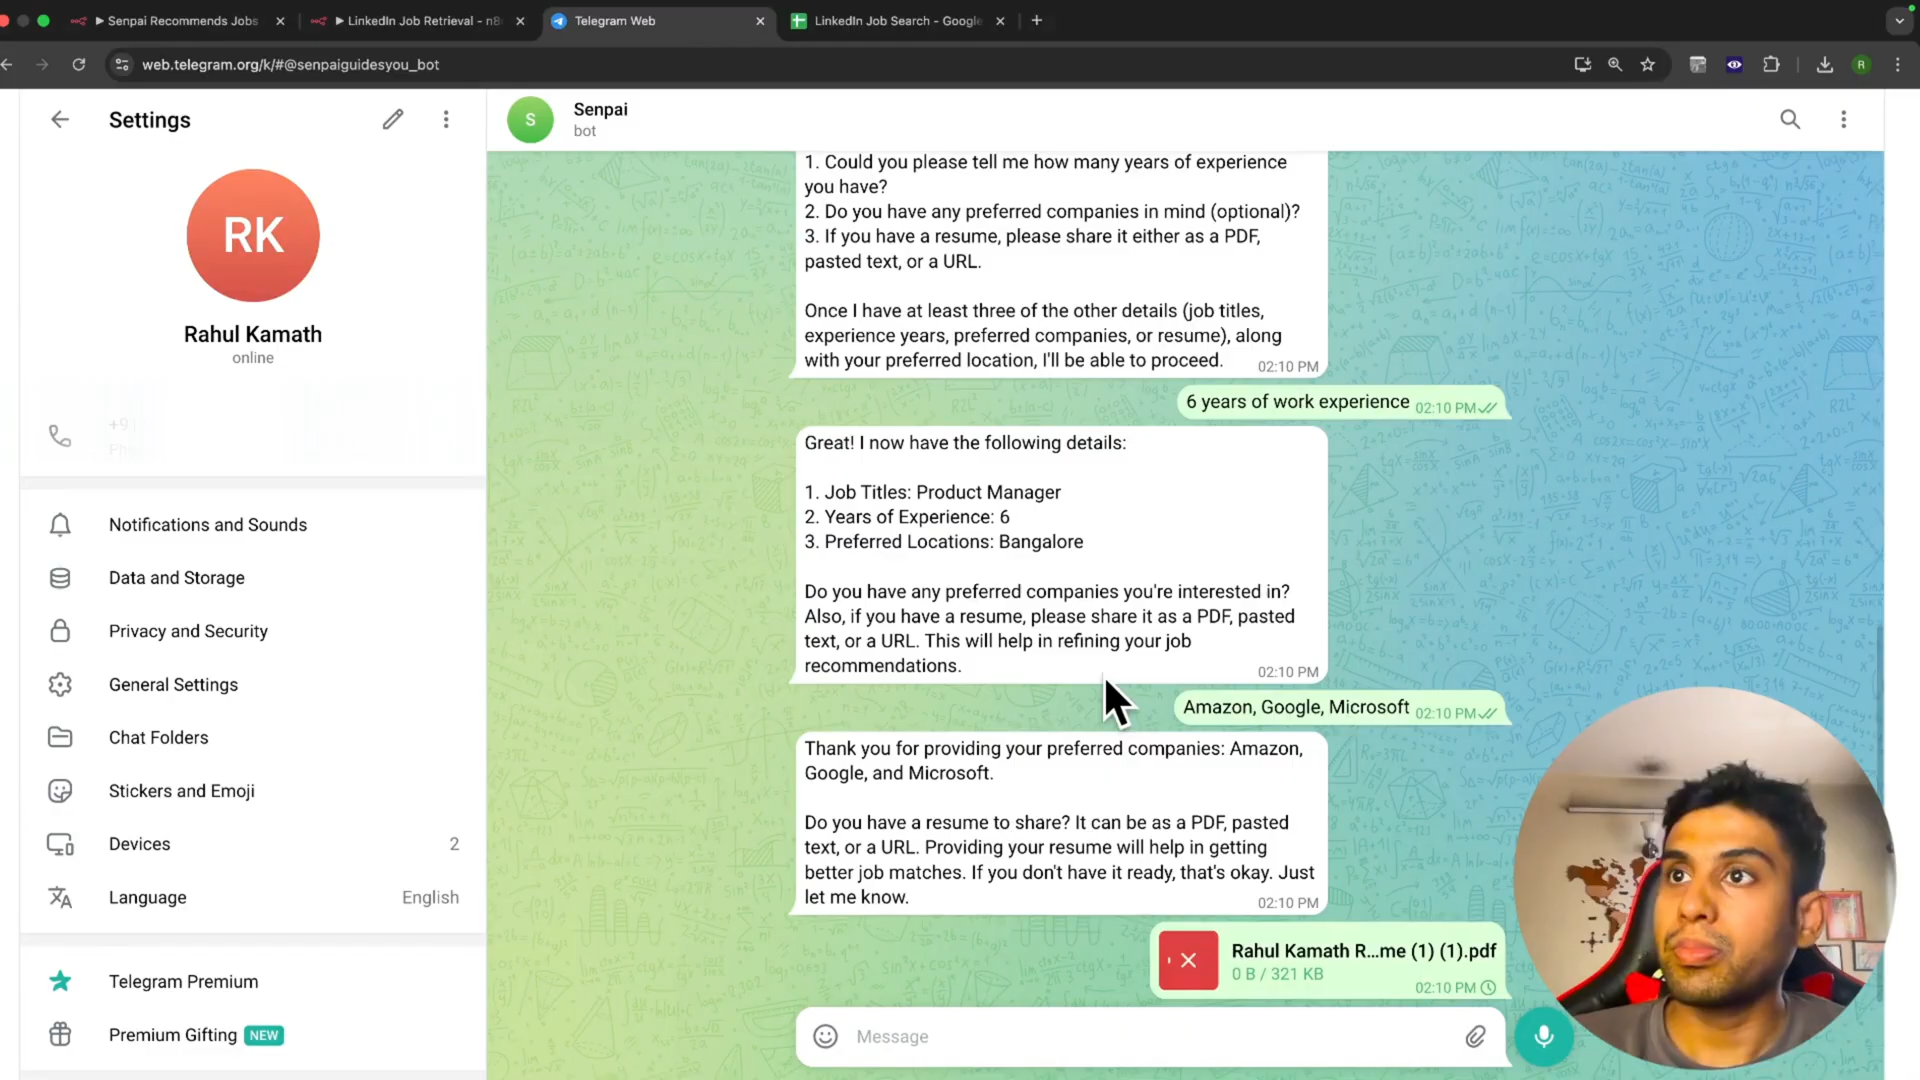 Senpai Recommends Jobs
LinkedIn Job Retrieval - n8
Telegram Web
LinkedIn Job Search - Google
web.telegram.org/k/#@senpaiguidesyou_bot
R
Settings
RK
Rahul Kamath
online
+9
Notifications and Sounds
Data and Storage
Privacy and Security
General Settings
Chat Folders
Stickers and Emoji
Devices 2
Language English
Telegram Premium
Premium Gifting NEW
S
Senpai
bot
1. Could you please tell me how many years of experience
you have?
2. Do you have any preferred companies in mind (optional)?
3. If you have a resume, please share it either as a PDF,
pasted text, or a URL.
Once I have at least three of the other details (job titles,
experience years, preferred companies, or resume), along
with your preferred location, I'll be able to proceed. 02:10 PM
6 years of work experience 02:10 PM
Great! I now have the following details:
1. Job Titles: Product Manager
2. Years of Experience: 6
3. Preferred Locations: Bangalore
Do you have any preferred companies you're interested in?
Also, if you have a resume, please share it as a PDF, pasted
text, or a URL. This will help in refining your job
recommendations. 02:10 PM
Amazon, Google, Microsoft 02:10 PM
Thank you for providing your preferred companies: Amazon,
Google, and Microsoft.
Do you have a resume to share? It can be as a PDF, pasted
text, or a URL. Providing your resume will help in getting
better job matches. If you don't have it ready, that's okay. Just
let me know. 02:10 PM
Rahul Kamath R...me (1) (1).pdf
0 B / 321 KB
02:10 PM
Message